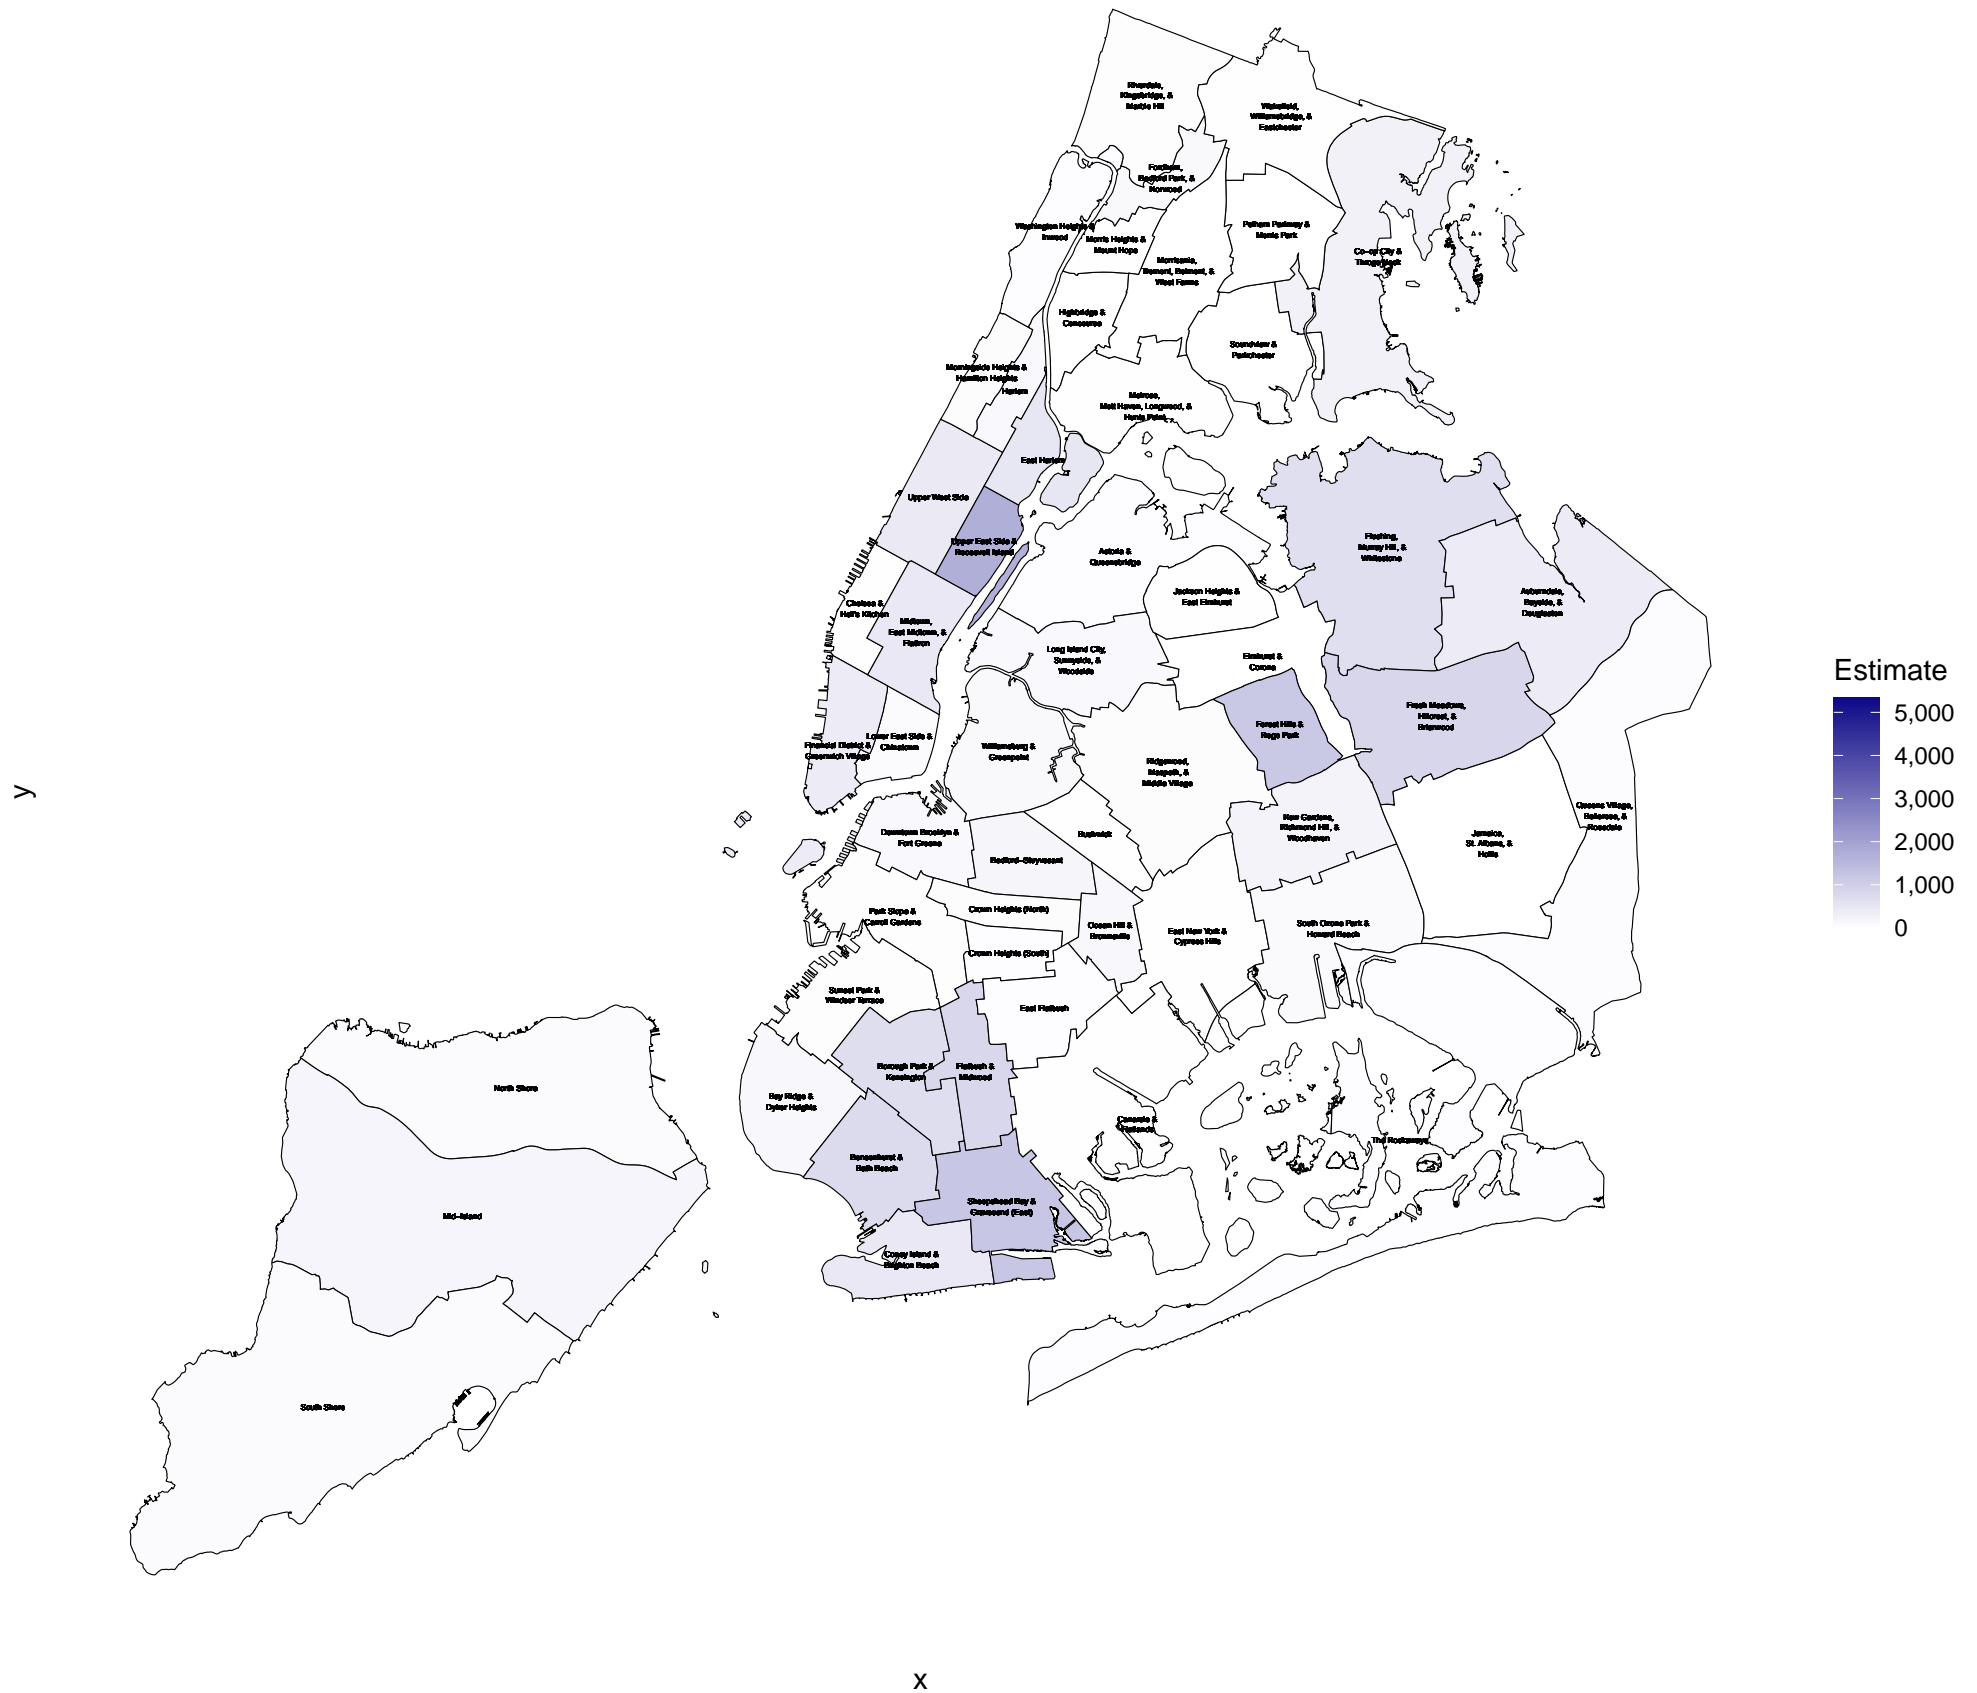 Riverdale,
Kingsbridge, &
Marble Hill
Wakefield,
Williamsbridge, &
Eastchester
Fordham,
Bedford Park, &
Norwood
Washington Heights &
Inwood
Morris Heights &
Mount Hope
Pelham Parkway &
Morris Park
Co-op City &
Throgs Neck
Morrisania,
Tremont, Belmont, &
West Farms
Highbridge &
Concourse
Soundview &
Parkchester
Morningside Heights &
Hamilton Heights
Harlem
Melrose,
Mott Haven, Longwood, &
Hunts Point
East Harlem
Upper West Side
Upper East Side &
Roosevelt Island
Astoria &
Queensbridge
Flushing,
Murray Hill, &
Whitestone
Jackson Heights &
East Elmhurst
Auburndale,
Bayside, &
Douglaston
Chelsea &
Hell's Kitchen
Midtown,
East Midtown, &
Flatiron
Long Island City,
Sunnyside, &
Woodside
Elmhurst &
Corona
Estimate
5,000
4,000
3,000
2,000
1,000
0
Fresh Meadows,
Hillcrest, &
Briarwood
Forest Hills &
Rego Park
Lower East Side &
Chinatown
Financial District &
Greenwich Village
Williamsburg &
Greenpoint
Ridgewood,
Maspeth, &
Middle Village
y
Queens Village,
Bellerose, &
Rosedale
Kew Gardens,
Richmond Hill, &
Woodhaven
Jamaica,
St. Albans, &
Hollis
Downtown Brooklyn &
Fort Greene
Bushwick
Bedford-Stuyvesant
Park Slope &
Carroll Gardens
Crown Heights (North)
Ocean Hill &
Brownsville
East New York &
Cypress Hills
South Ozone Park &
Howard Beach
Crown Heights (South)
Sunset Park &
Windsor Terrace
East Flatbush
Borough Park &
Kensington
Flatbush &
Midwood
North Shore
Bay Ridge &
Dyker Heights
Canarsie &
Flatlands
The Rockaways
Bensonhurst &
Bath Beach
Sheepshead Bay &
Gravesend (East)
Mid-Island
Coney Island &
Brighton Beach
South Shore
x